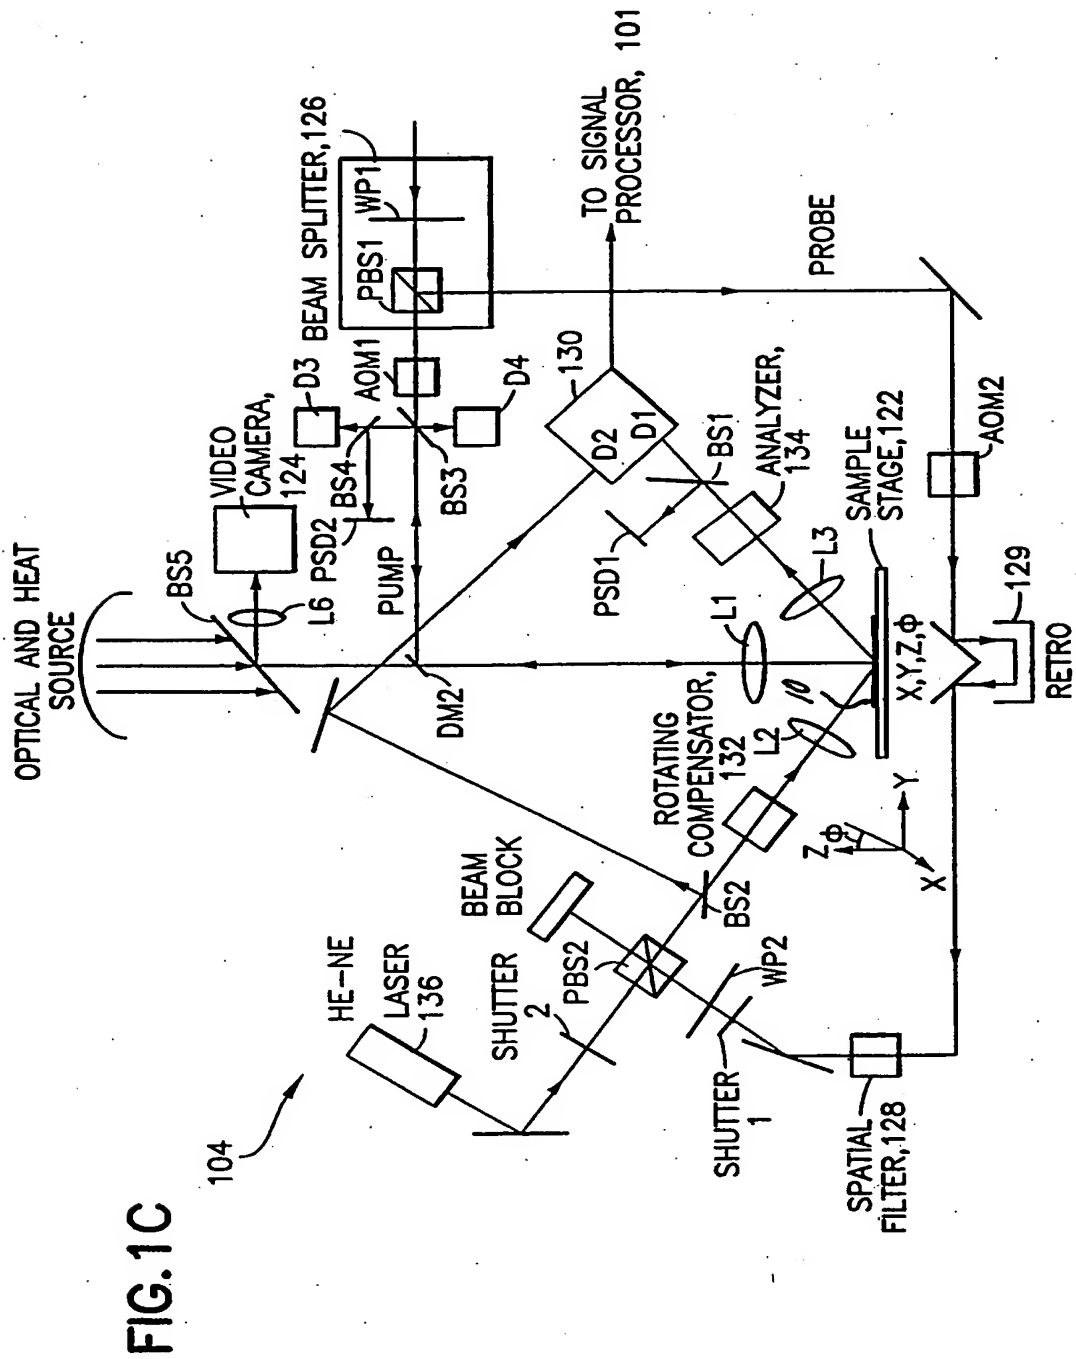 FIG.1C
104
OPTICAL AND HEAT
SOURCE
BS5
VIDEO
CAMERA,
124
L6
D3
BS4
PSD2
PUMP
AOM1
BS3
D4
BEAM SPLITTER,126
PBS1
WP1
TO SIGNAL
PROCESSOR, 101
130
D2
D1
DM2
HE-NE
LASER
136
BEAM
BLOCK
SHUTTER
2
PBS2
BS2
ROTATING
COMPENSATOR,
132
L2
10
L1
L3
PSD1
BS1
ANALYZER,
134
PROBE
SAMPLE
STAGE,122
X,Y,Z,Φ
AOM2
129
RETRO
Z
Φ
Y
X
WP2
SHUTTER
1
SPATIAL
FILTER,128